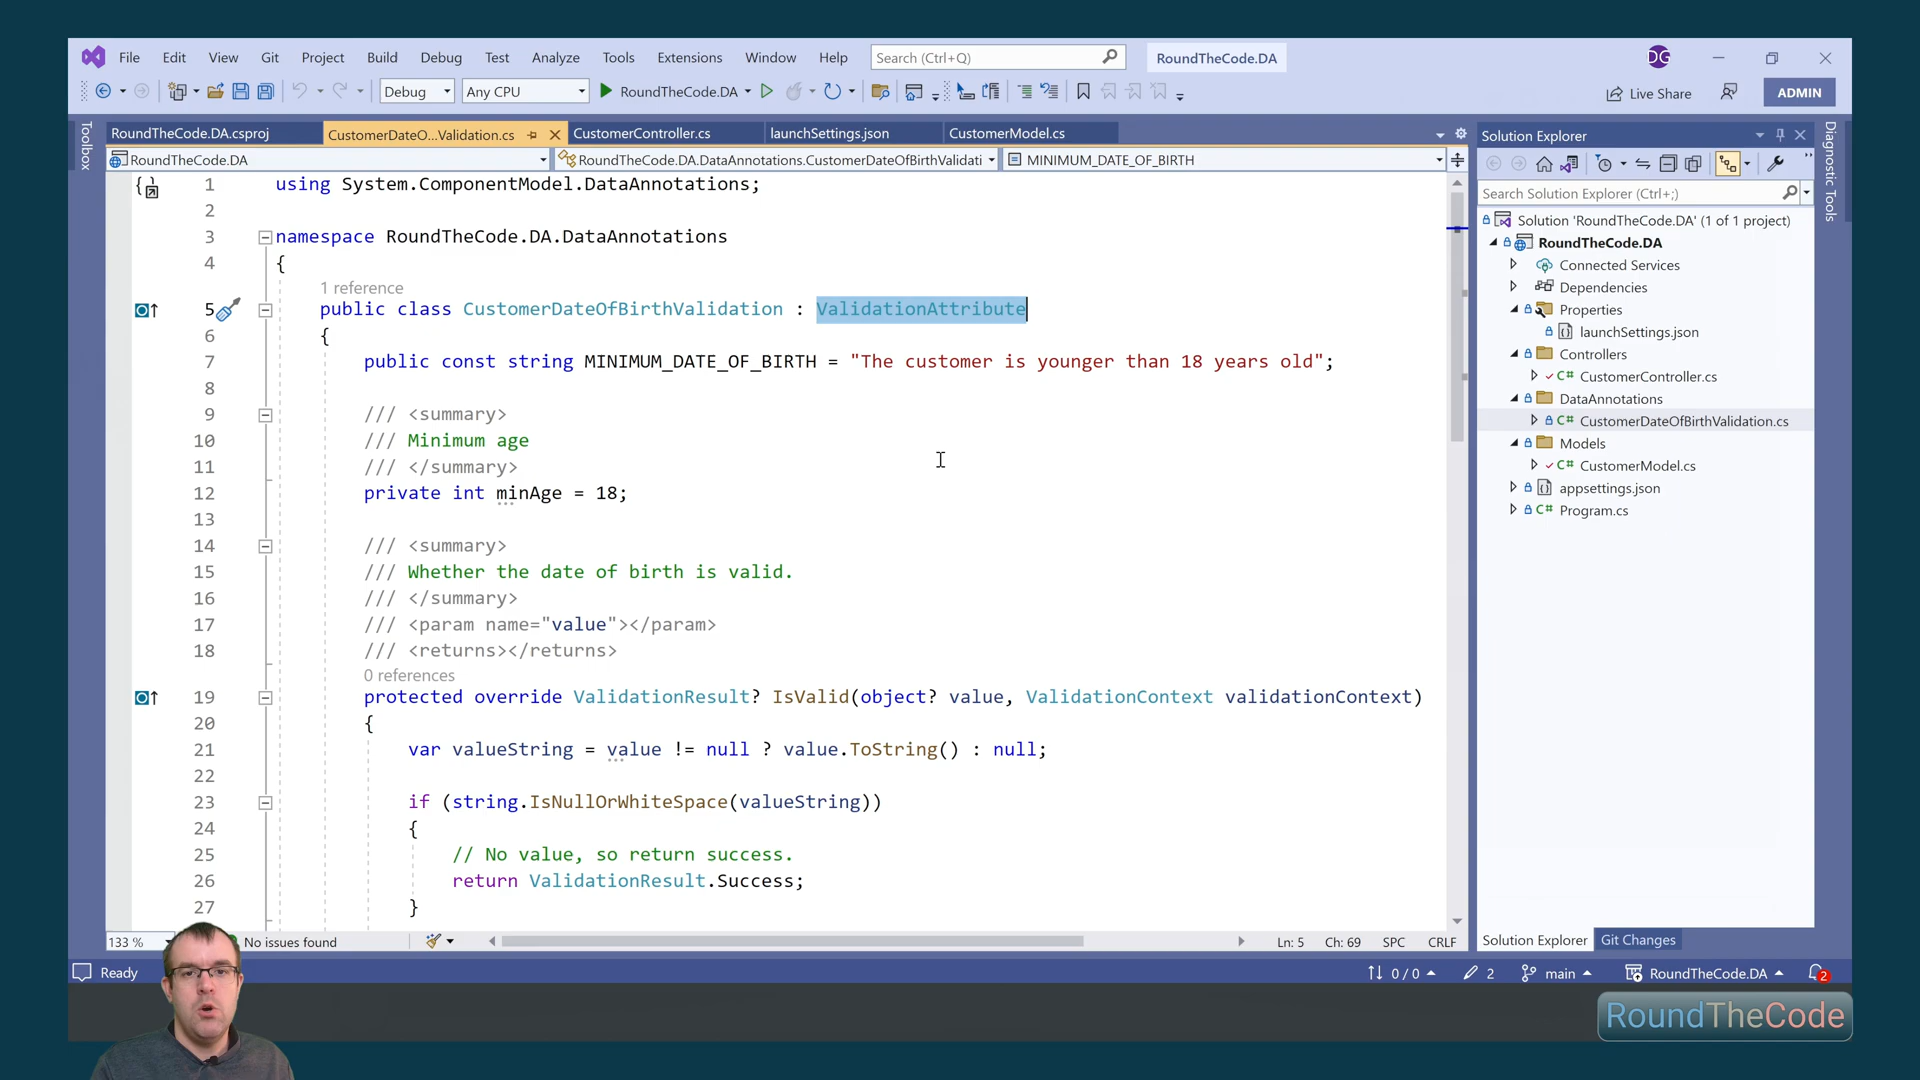 File Edit View Git Project Build Debug Test Analyze Tools Extensions Window Help Search (Ctrl+Q) RoundTheCode.DA DG
Debug Any CPU RoundTheCode.DA Live Share ADMIN
Toolbox
RoundTheCode.DA.csproj CustomerDateO...Validation.cs CustomerController.cs launchSettings.json CustomerModel.cs
RoundTheCode.DA RoundTheCode.DA.DataAnnotations.CustomerDateOfBirthValidati MINIMUM_DATE_OF_BIRTH
1 using System.ComponentModel.DataAnnotations;
2
3 namespace RoundTheCode.DA.DataAnnotations
4 {
1 reference
5 public class CustomerDateOfBirthValidation : ValidationAttribute
6 {
7 public const string MINIMUM_DATE_OF_BIRTH = "The customer is younger than 18 years old";
8
9 /// <summary>
10 /// Minimum age
11 /// </summary>
12 private int minAge = 18;
13
14 /// <summary>
15 /// Whether the date of birth is valid.
16 /// </summary>
17 /// <param name="value"></param>
18 /// <returns></returns>
0 references
19 protected override ValidationResult? IsValid(object? value, ValidationContext validationContext)
20 {
21 var valueString = value != null ? value.ToString() : null;
22
23 if (string.IsNullOrWhiteSpace(valueString))
24 {
25 // No value, so return success.
26 return ValidationResult.Success;
27 }
133 % No issues found Ln: 5 Ch: 69 SPC CRLF
Solution Explorer
Search Solution Explorer (Ctrl+;)
Solution 'RoundTheCode.DA' (1 of 1 project)
RoundTheCode.DA
Connected Services
Dependencies
Properties
launchSettings.json
Controllers
CustomerController.cs
DataAnnotations
CustomerDateOfBirthValidation.cs
Models
CustomerModel.cs
appsettings.json
Program.cs
Solution Explorer Git Changes
Diagnostic Tools
Ready 0 / 0 2 main RoundTheCode.DA 2
RoundTheCode